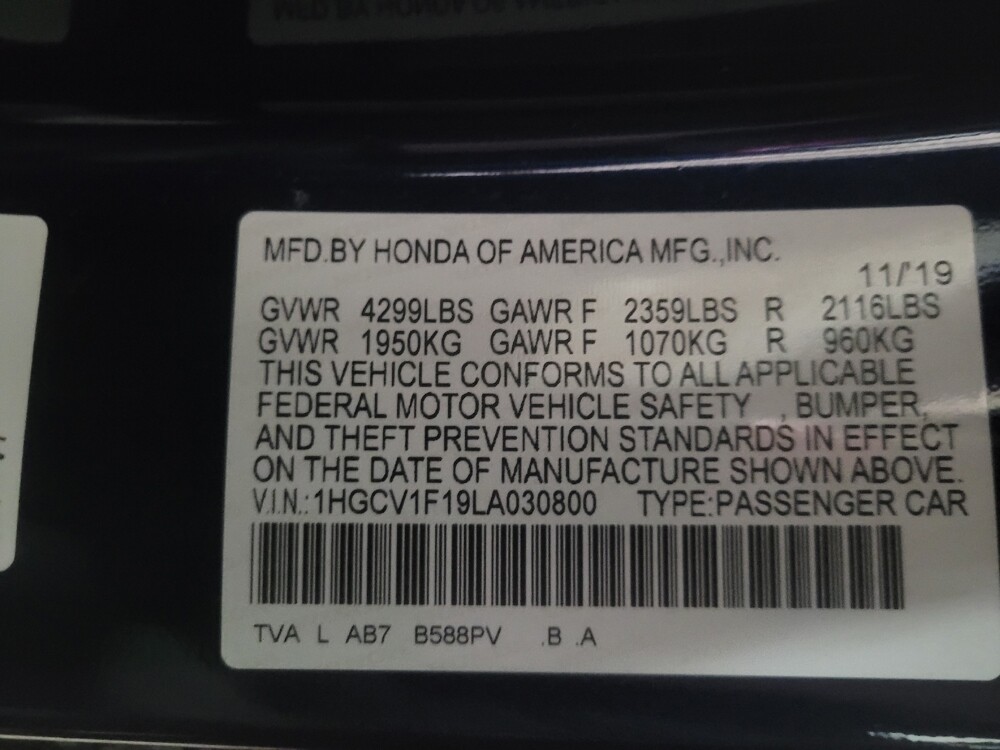 MFD.BY HONDA OF AMERICA MFG.,INC.
11/'19
GVWR 4299LBS GAWR F 2359LBS R 2116LBS
GVWR 1950KG GAWR F 1070KG R 960KG
THIS VEHICLE CONFORMS TO ALL APPLICABLE
FEDERAL MOTOR VEHICLE SAFETY , BUMPER,
AND THEFT PREVENTION STANDARDS IN EFFECT
ON THE DATE OF MANUFACTURE SHOWN ABOVE.
V.I.N.:1HGCV1F19LA030800 TYPE:PASSENGER CAR
TVA L AB7 B588PV .B .A